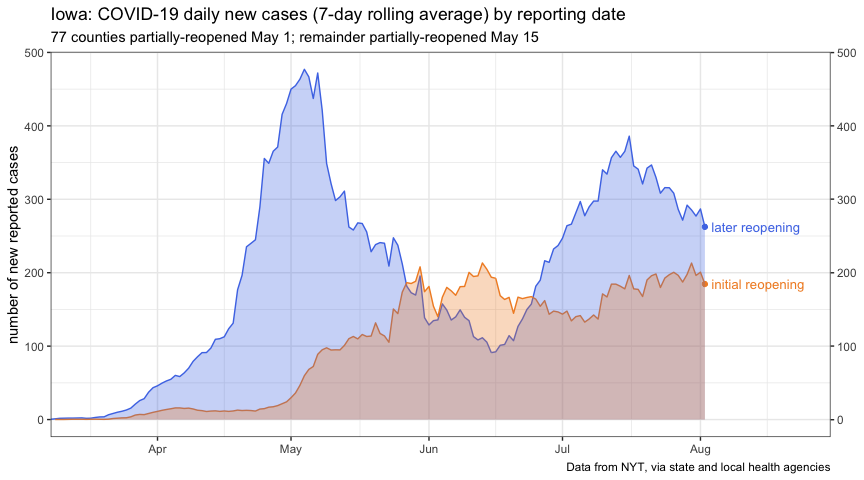 Iowa: COVID-19 daily new cases (7-day rolling average) by reporting date
77 counties partially-reopened May 1; remainder partially-reopened May 15
500
500
400
400
300
300
later reopening
200
200
initial reopening
100
100
0
0
number of new reported cases
Apr
May
Jun
Jul
Aug
Data from NYT, via state and local health agencies